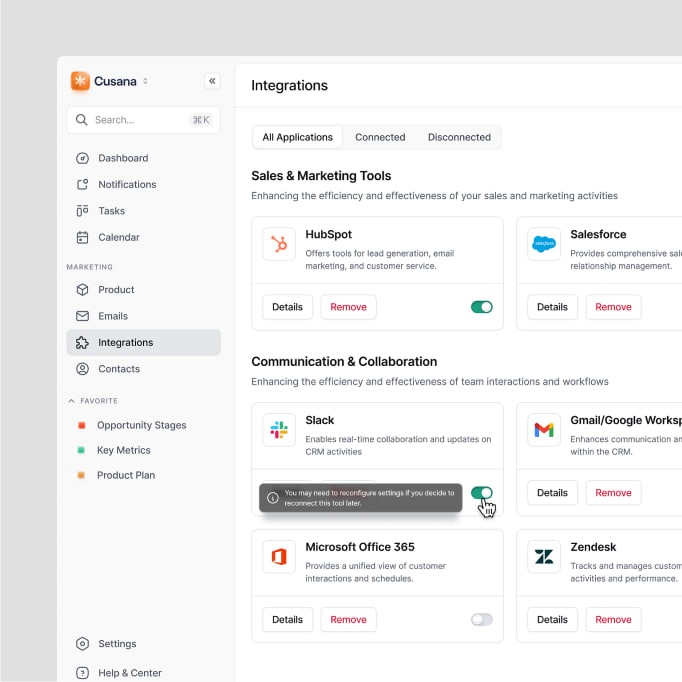 Cusana
Search...
⌘K
Dashboard
Notifications
Tasks
Calendar
MARKETING
Product
Emails
Integrations
Contacts
FAVORITE
Opportunity Stages
Key Metrics
Product Plan
Settings
Help & Center
Integrations
All Applications
Connected
Disconnected
Sales & Marketing Tools
Enhancing the efficiency and effectiveness of your sales and marketing activities
HubSpot
Offers tools for lead generation, email
marketing, and customer service.
Details
Remove
salesforce
Salesforce
Provides comprehensive sal
relationship management.
Details
Remove
Communication & Collaboration
Enhancing the efficiency and effectiveness of team interactions and workflows
Slack
Enables real-time collaboration and updates on
CRM activities
You may need to reconfigure settings if you decide to
reconnect this tool later.
Gmail/Google Worksp
Enhances communication an
within the CRM.
Details
Remove
Microsoft Office 365
Provides a unified view of customer
interactions and schedules.
Details
Remove
Zendesk
Tracks and manages custom
activities and performance.
Details
Remove